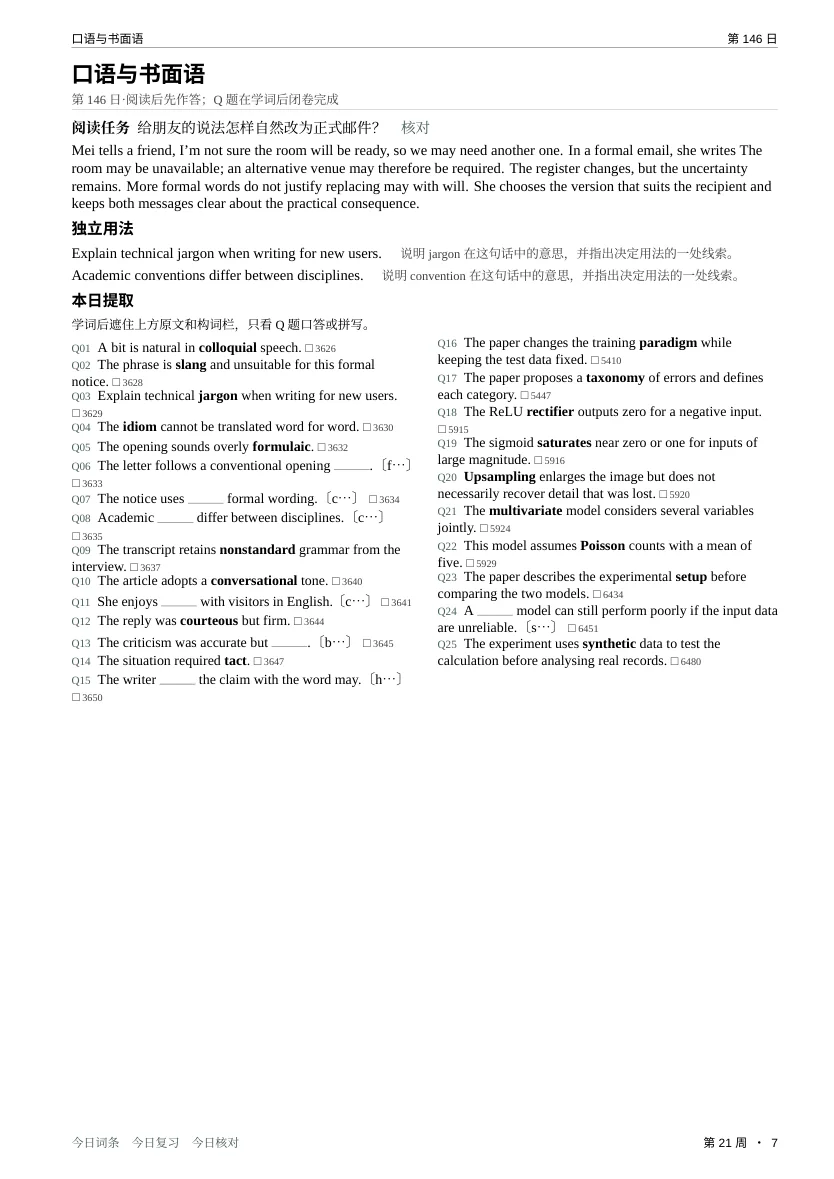 口语与书面语 第 146 日
口语与书面语
第 146 日·阅读后先作答；Q 题在学词后闭卷完成
阅读任务 给朋友的说法怎样自然改为正式邮件？ 核对
Mei tells a friend, I’m not sure the room will be ready, so we may need another one. In a formal email, she writes The
room may be unavailable; an alternative venue may therefore be required. The register changes, but the uncertainty
remains. More formal words do not justify replacing may with will. She chooses the version that suits the recipient and
keeps both messages clear about the practical consequence.
独立用法
Explain technical jargon when writing for new users. 说明 jargon 在这句话中的意思，并指出决定用法的一处线索。
Academic conventions differ between disciplines. 说明 convention 在这句话中的意思，并指出决定用法的一处线索。
本日提取
学词后遮住上方原文和构词栏，只看 Q 题口答或拼写。
Q01 A bit is natural in colloquial speech. □ 3626
Q02 The phrase is slang and unsuitable for this formal
notice. □ 3628
Q03 Explain technical jargon when writing for new users.
□ 3629
Q04 The idiom cannot be translated word for word. □ 3630
Q05 The opening sounds overly formulaic. □ 3632
Q06 The letter follows a conventional opening _____. 〔f···〕
□ 3633
Q07 The notice uses _____ formal wording. 〔c···〕 □ 3634
Q08 Academic _____ differ between disciplines. 〔c···〕
□ 3635
Q09 The transcript retains nonstandard grammar from the
interview. □ 3637
Q10 The article adopts a conversational tone. □ 3640
Q11 She enjoys _____ with visitors in English. 〔c···〕 □ 3641
Q12 The reply was courteous but firm. □ 3644
Q13 The criticism was accurate but _____. 〔b···〕 □ 3645
Q14 The situation required tact. □ 3647
Q15 The writer _____ the claim with the word may. 〔h···〕
□ 3650
Q16 The paper changes the training paradigm while
keeping the test data fixed. □ 5410
Q17 The paper proposes a taxonomy of errors and defines
each category. □ 5447
Q18 The ReLU rectifier outputs zero for a negative input.
□ 5915
Q19 The sigmoid saturates near zero or one for inputs of
large magnitude. □ 5916
Q20 Upsampling enlarges the image but does not
necessarily recover detail that was lost. □ 5920
Q21 The multivariate model considers several variables
jointly. □ 5924
Q22 This model assumes Poisson counts with a mean of
five. □ 5929
Q23 The paper describes the experimental setup before
comparing the two models. □ 6434
Q24 A _____ model can still perform poorly if the input data
are unreliable. 〔s···〕 □ 6451
Q25 The experiment uses synthetic data to test the
calculation before analysing real records. □ 6480
今日词条 今日复习 今日核对 第 21 周 · 7